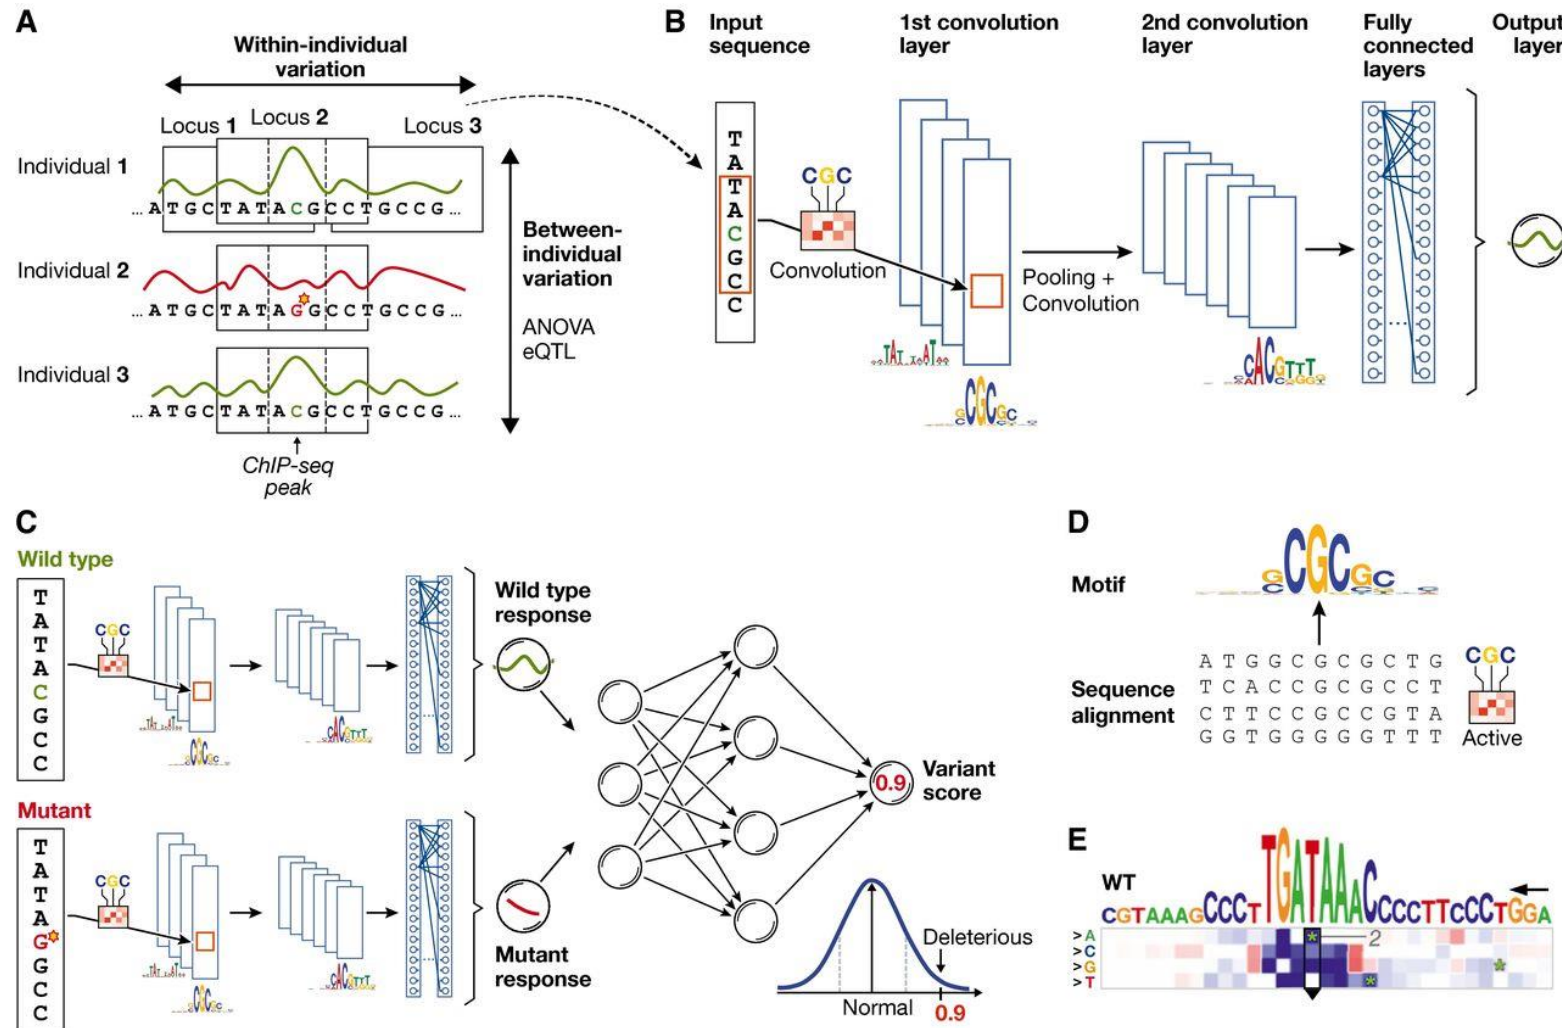 A
Within-individual
variation
Locus 1
Locus 2
Locus 3
Individual 1
... A T G C T A T A C G C C T G C C G ...
Individual 2
... A T G C T A T A G G C C T G C C G ...
Individual 3
... A T G C T A T A C G C C T G C C G ...
ChIP-seq
peak
Between-
individual
variation
ANOVA
eQTL
B
Input
sequence
1st convolution
layer
2nd convolution
layer
Fully
connected
layers
Output
layer
T
A
T
A
C
G
C
C
CGC
Convolution
Pooling +
Convolution
...
C
Wild type
T
A
T
A
C
G
C
C
CGC
...
Wild type
response
Mutant
T
A
T
A
G
G
C
C
CGC
...
Mutant
response
0.9
Variant
score
Deleterious
Normal
0.9
D
Motif
GCGCGC
Sequence
alignment
A T G G C G C G C T G
T C A C C G C G C C T
C T T C C G C C G T A
G G T G G G G G T T T
CGC
Active
E
WT
CGTAAAGCCCTTGATAAACCCCTTCCCTGGA
>A
>C
>G
>T
2